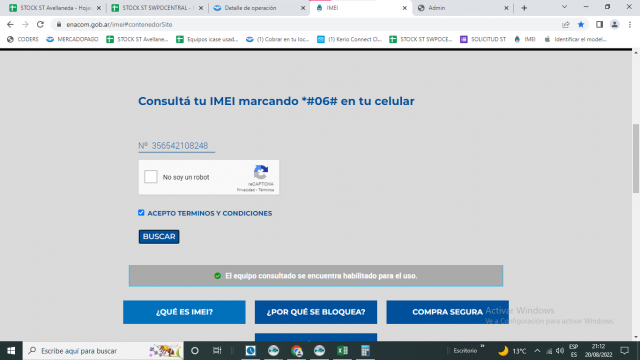 STOCK ST Avellaneda - Hoja
STOCK ST SWPOCENTRAL - E
Detalle de operación
IMEI
Admin
enacom.gob.ar/imei#contenedorSite
CODERS
MERCADOPAGO
STOCK ST Avellane...
Equipos icase usad...
(1) Cobrar en tu loc...
(1) Kerio Connect Cl...
STOCK ST SWPOCE...
SOLICITUD ST
IMEI
Identificar el model...
Consultá tu IMEI marcando *#06# en tu celular
Nº 356542108248
No soy un robot
reCAPTCHA
Privacidad - Términos
ACEPTO TERMINOS Y CONDICIONES
BUSCAR
El equipo consultado se encuentra habilitado para el uso.
¿QUÉ ES IMEI?
¿POR QUÉ SE BLOQUEA?
COMPRA SEGURA
Activar Windows
Ve a Configuración para activar Windows.
Escribe aquí para buscar
Escritorio
13°C
ESP
21:12
20/08/2022